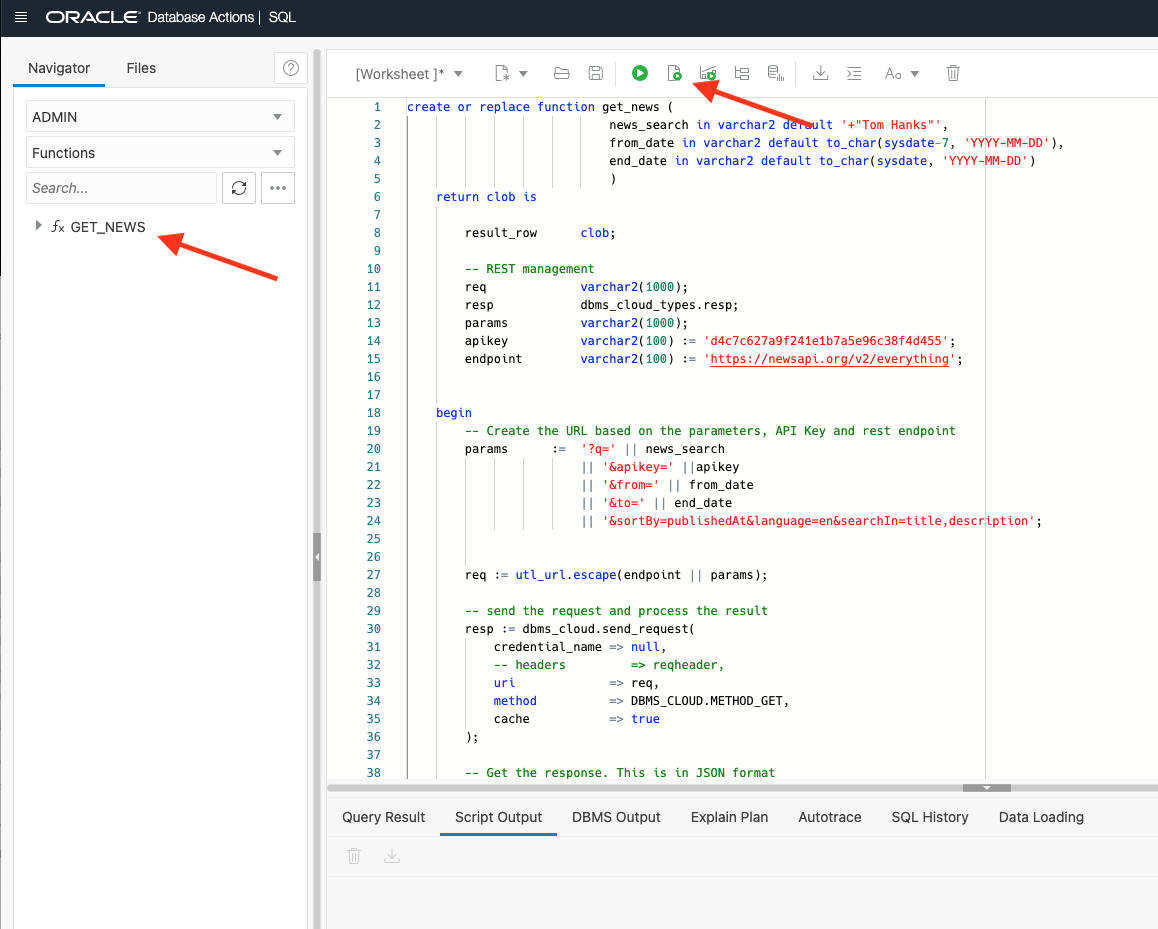 ORACLE Database Actions | SQL
Navigator
Files
ADMIN
Functions
Search...
fx GET_NEWS
[Worksheet ]*
Aa
1 create or replace function get_news (
2 news_search in varchar2 default '+"Tom Hanks"',
3 from_date in varchar2 default to_char(sysdate-7, 'YYYY-MM-DD'),
4 end_date in varchar2 default to_char(sysdate, 'YYYY-MM-DD')
5 )
6 return clob is
7
8 result_row clob;
9
10 -- REST management
11 req varchar2(1000);
12 resp dbms_cloud_types.resp;
13 params varchar2(1000);
14 apikey varchar2(100) := 'd4c7c627a9f241e1b7a5e96c38f4d455';
15 endpoint varchar2(100) := 'https://newsapi.org/v2/everything';
16
17
18 begin
19 -- Create the URL based on the parameters, API Key and rest endpoint
20 params := '?q=' || news_search
21 || '&apikey=' ||apikey
22 || '&from=' || from_date
23 || '&to=' || end_date
24 || '&sortBy=publishedAt&language=en&searchIn=title,description';
25
26
27 req := utl_url.escape(endpoint || params);
28
29 -- send the request and process the result
30 resp := dbms_cloud.send_request(
31 credential_name => null,
32 -- headers => reqheader,
33 uri => req,
34 method => DBMS_CLOUD.METHOD_GET,
35 cache => true
36 );
37
38 -- Get the response. This is in JSON format
Query Result
Script Output
DBMS Output
Explain Plan
Autotrace
SQL History
Data Loading